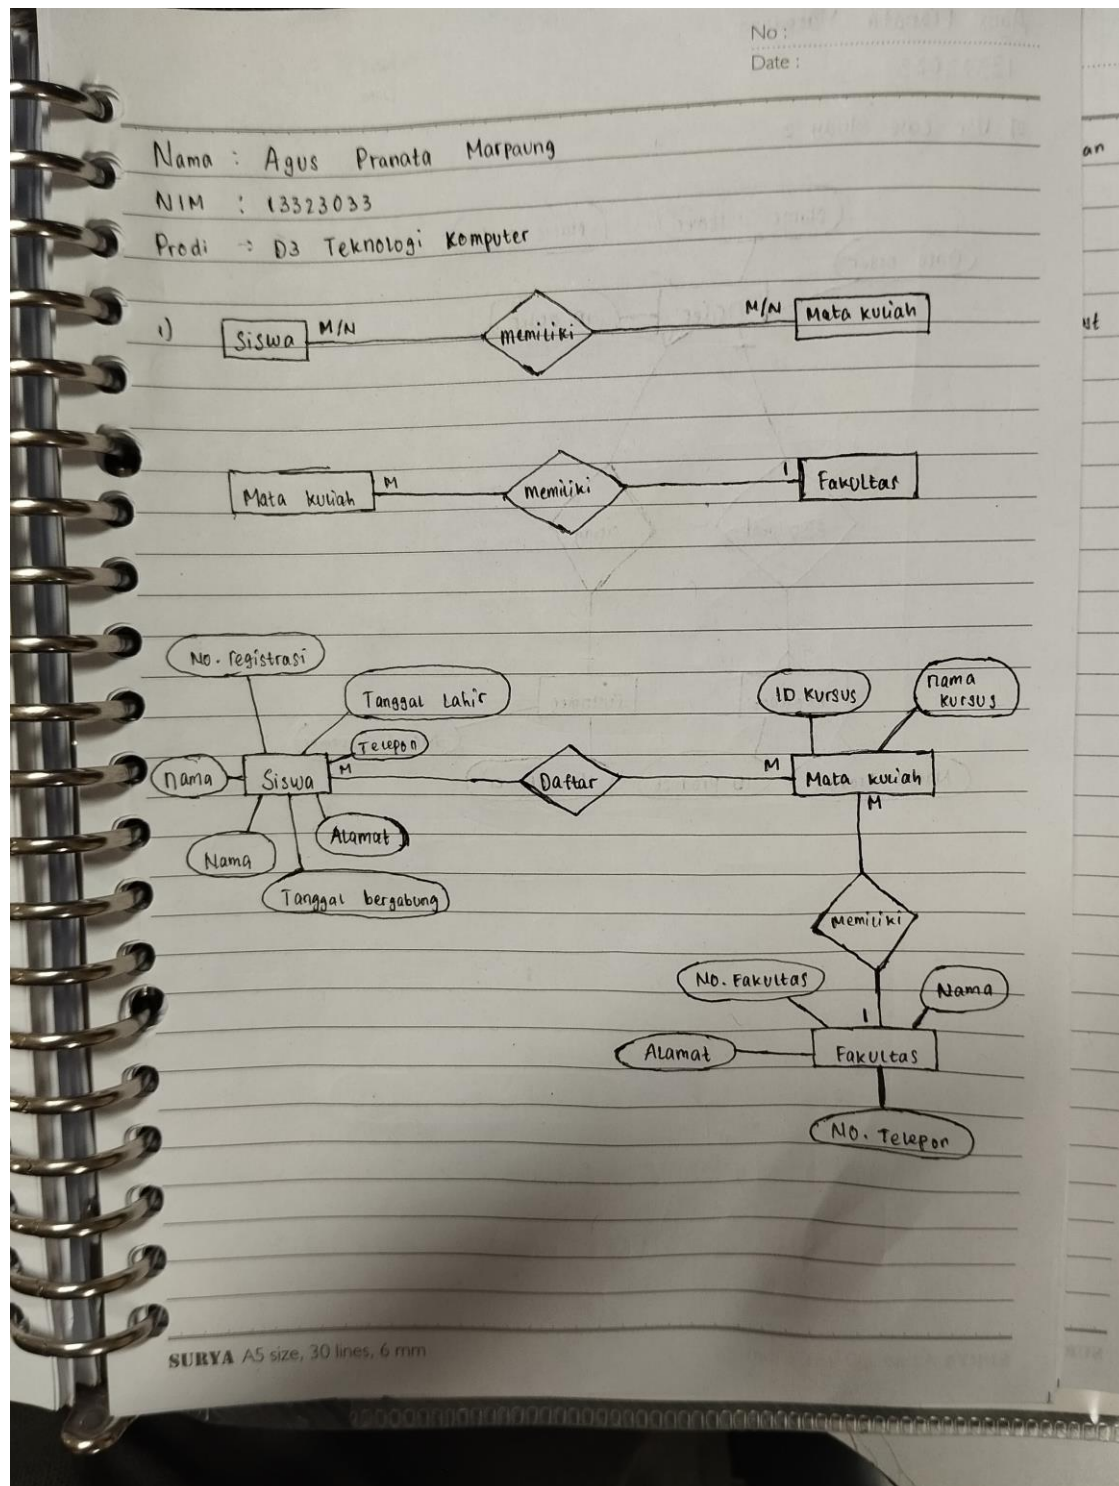 No :
Date :
Nama : Agus Pranata Marpaung
NIM : 13323033
Prodi : D3 Teknologi Komputer
1) Siswa M/N memiliki M/N Mata kuliah
Mata kuliah M memiliki 1 Fakultas
No. registrasi
Tanggal Lahir
ID Kursus
nama
kursus
Telepon
nama
Siswa
M
Daftar
M
Mata kuliah
M
Alamat
Nama
Tanggal bergabung
Memiliki
No. Fakultas
Nama
1
Alamat
Fakultas
No. Telepon
SURYA A5 size, 30 lines, 6 mm
an